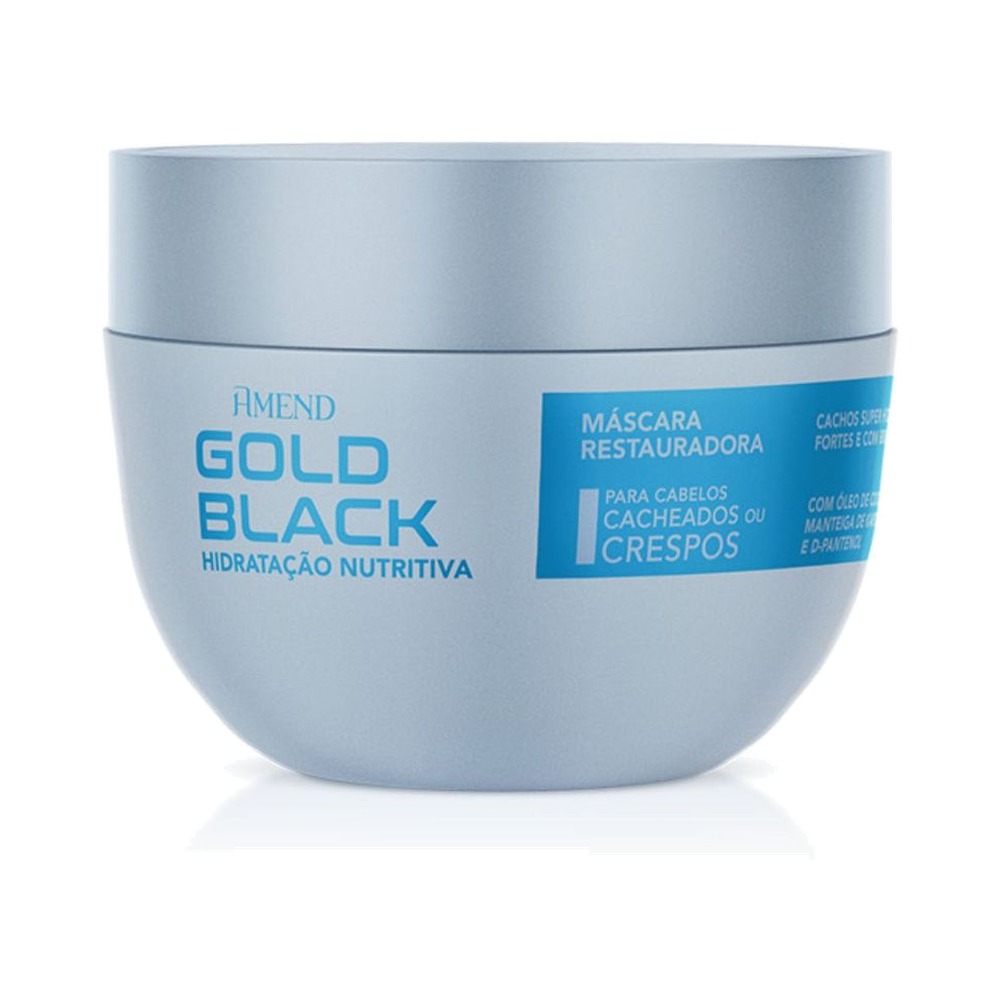 AMEND
GOLD
BLACK
HIDRATAÇÃO NUTRITIVA
MÁSCARA
RESTAURADORA
PARA CABELOS
CACHEADOS OU
CRESPOS
CACHOS SUPER
FORTES E COM
COM ÓLEO DE
MANTEIGA DE
E D-PANTENOL